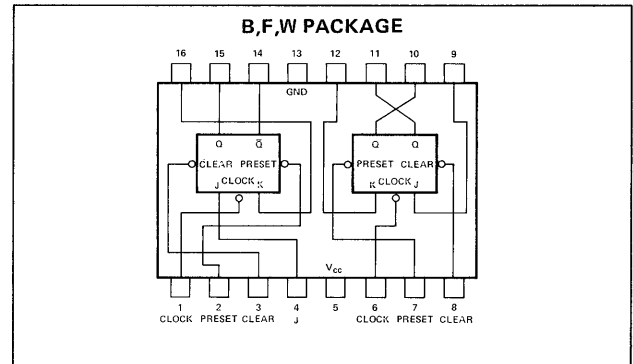 B,F,W PACKAGE
16 15 14 13 12 11 10 9
GND
Q Q̅ Q Q
CLEAR PRESET PRESET CLEAR
CLOCK CLOCK
J K K J
Vcc
1 2 3 4 5 6 7 8
CLOCK PRESET CLEAR J CLOCK PRESET CLEAR